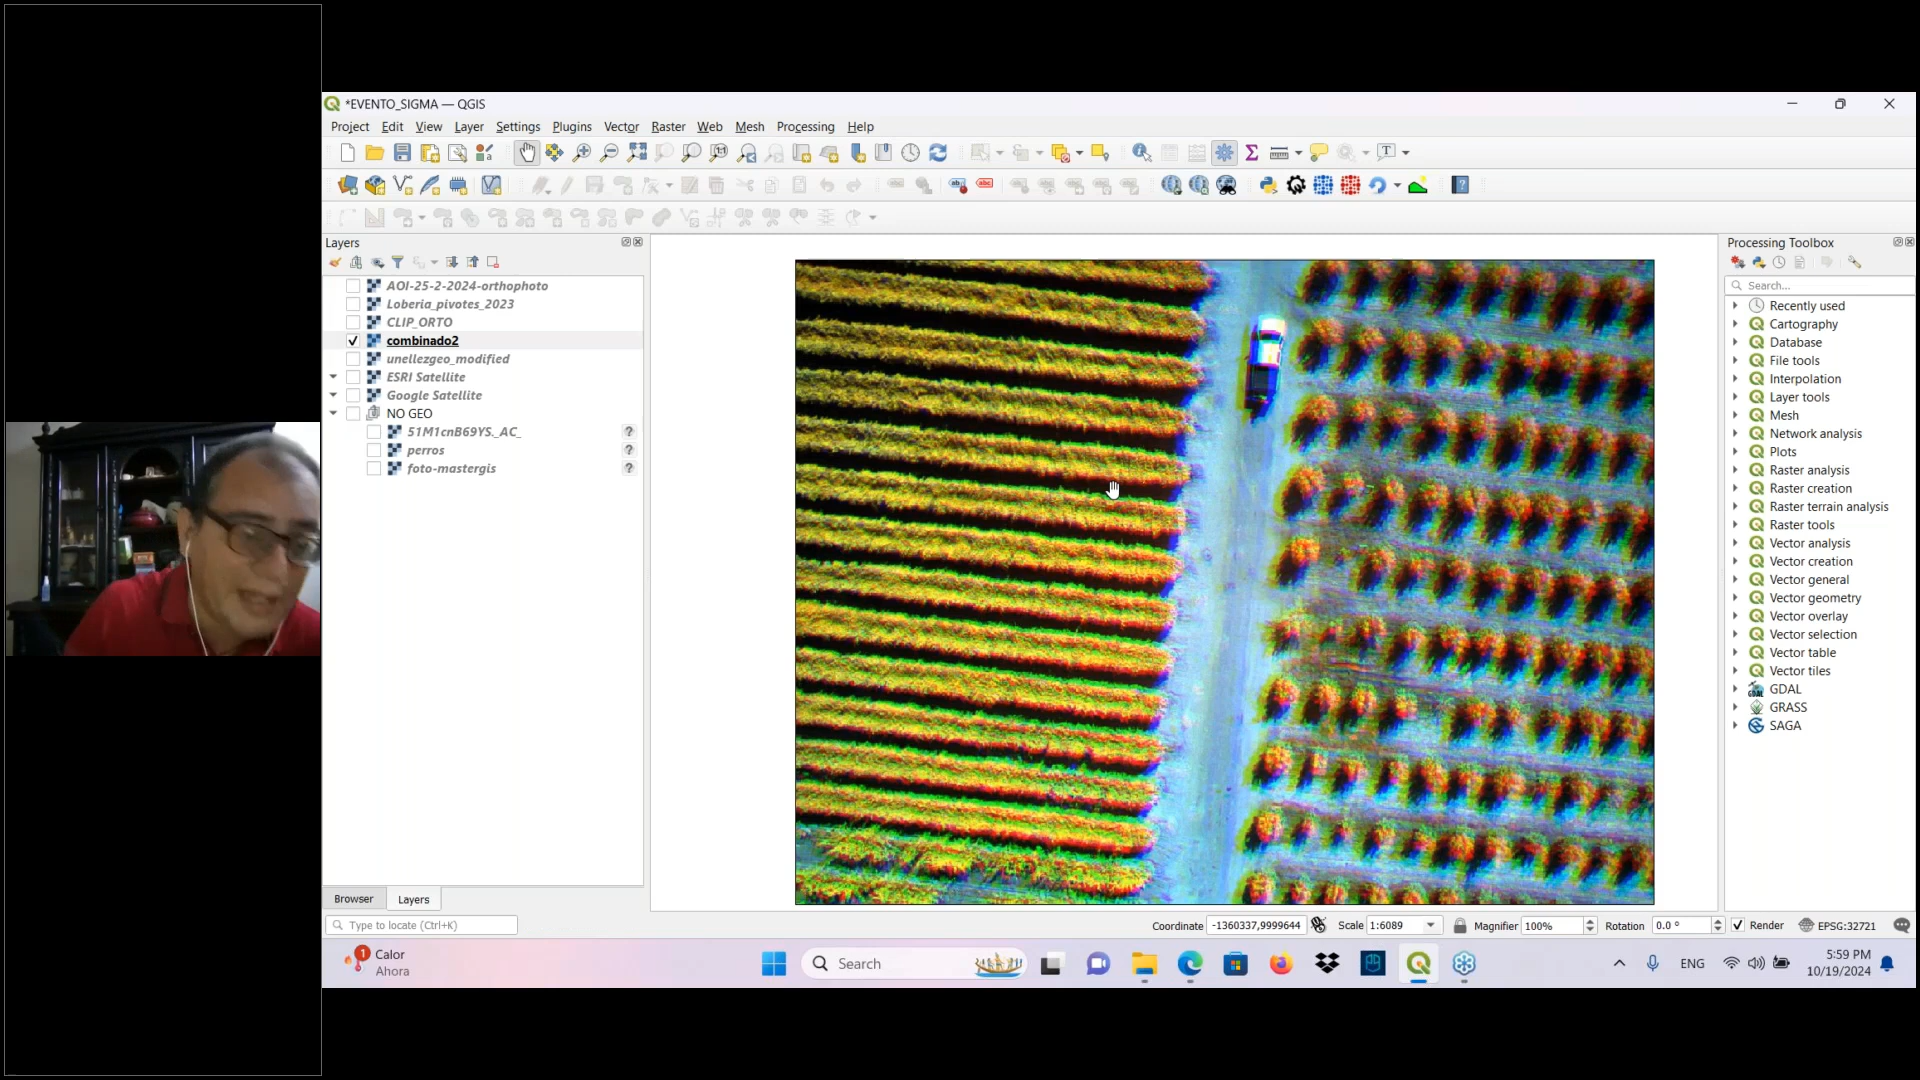 *EVENTO_SIGMA — QGIS
Project Edit View Layer Settings Plugins Vector Raster Web Mesh Processing Help
Layers
AOI-25-2-2024-orthophoto
Loberia_pivotes_2023
CLIP_ORTO
combinado2
unellezgeo_modified
ESRI Satellite
Google Satellite
NO GEO
51M1cnB69YS._AC_ ?
perros ?
foto-mastergis ?
Processing Toolbox
Search...
Recently used
Cartography
Database
File tools
Interpolation
Layer tools
Mesh
Network analysis
Plots
Raster analysis
Raster creation
Raster terrain analysis
Raster tools
Vector analysis
Vector creation
Vector general
Vector geometry
Vector overlay
Vector selection
Vector table
Vector tiles
GDAL
GRASS
SAGA
Browser Layers
Type to locate (Ctrl+K) Coordinate -1360337,9999644 Scale 1:6089 Magnifier 100% Rotation 0.0 ° Render EPSG:32721
1 Calor
Ahora
Search
ENG
5:59 PM
10/19/2024